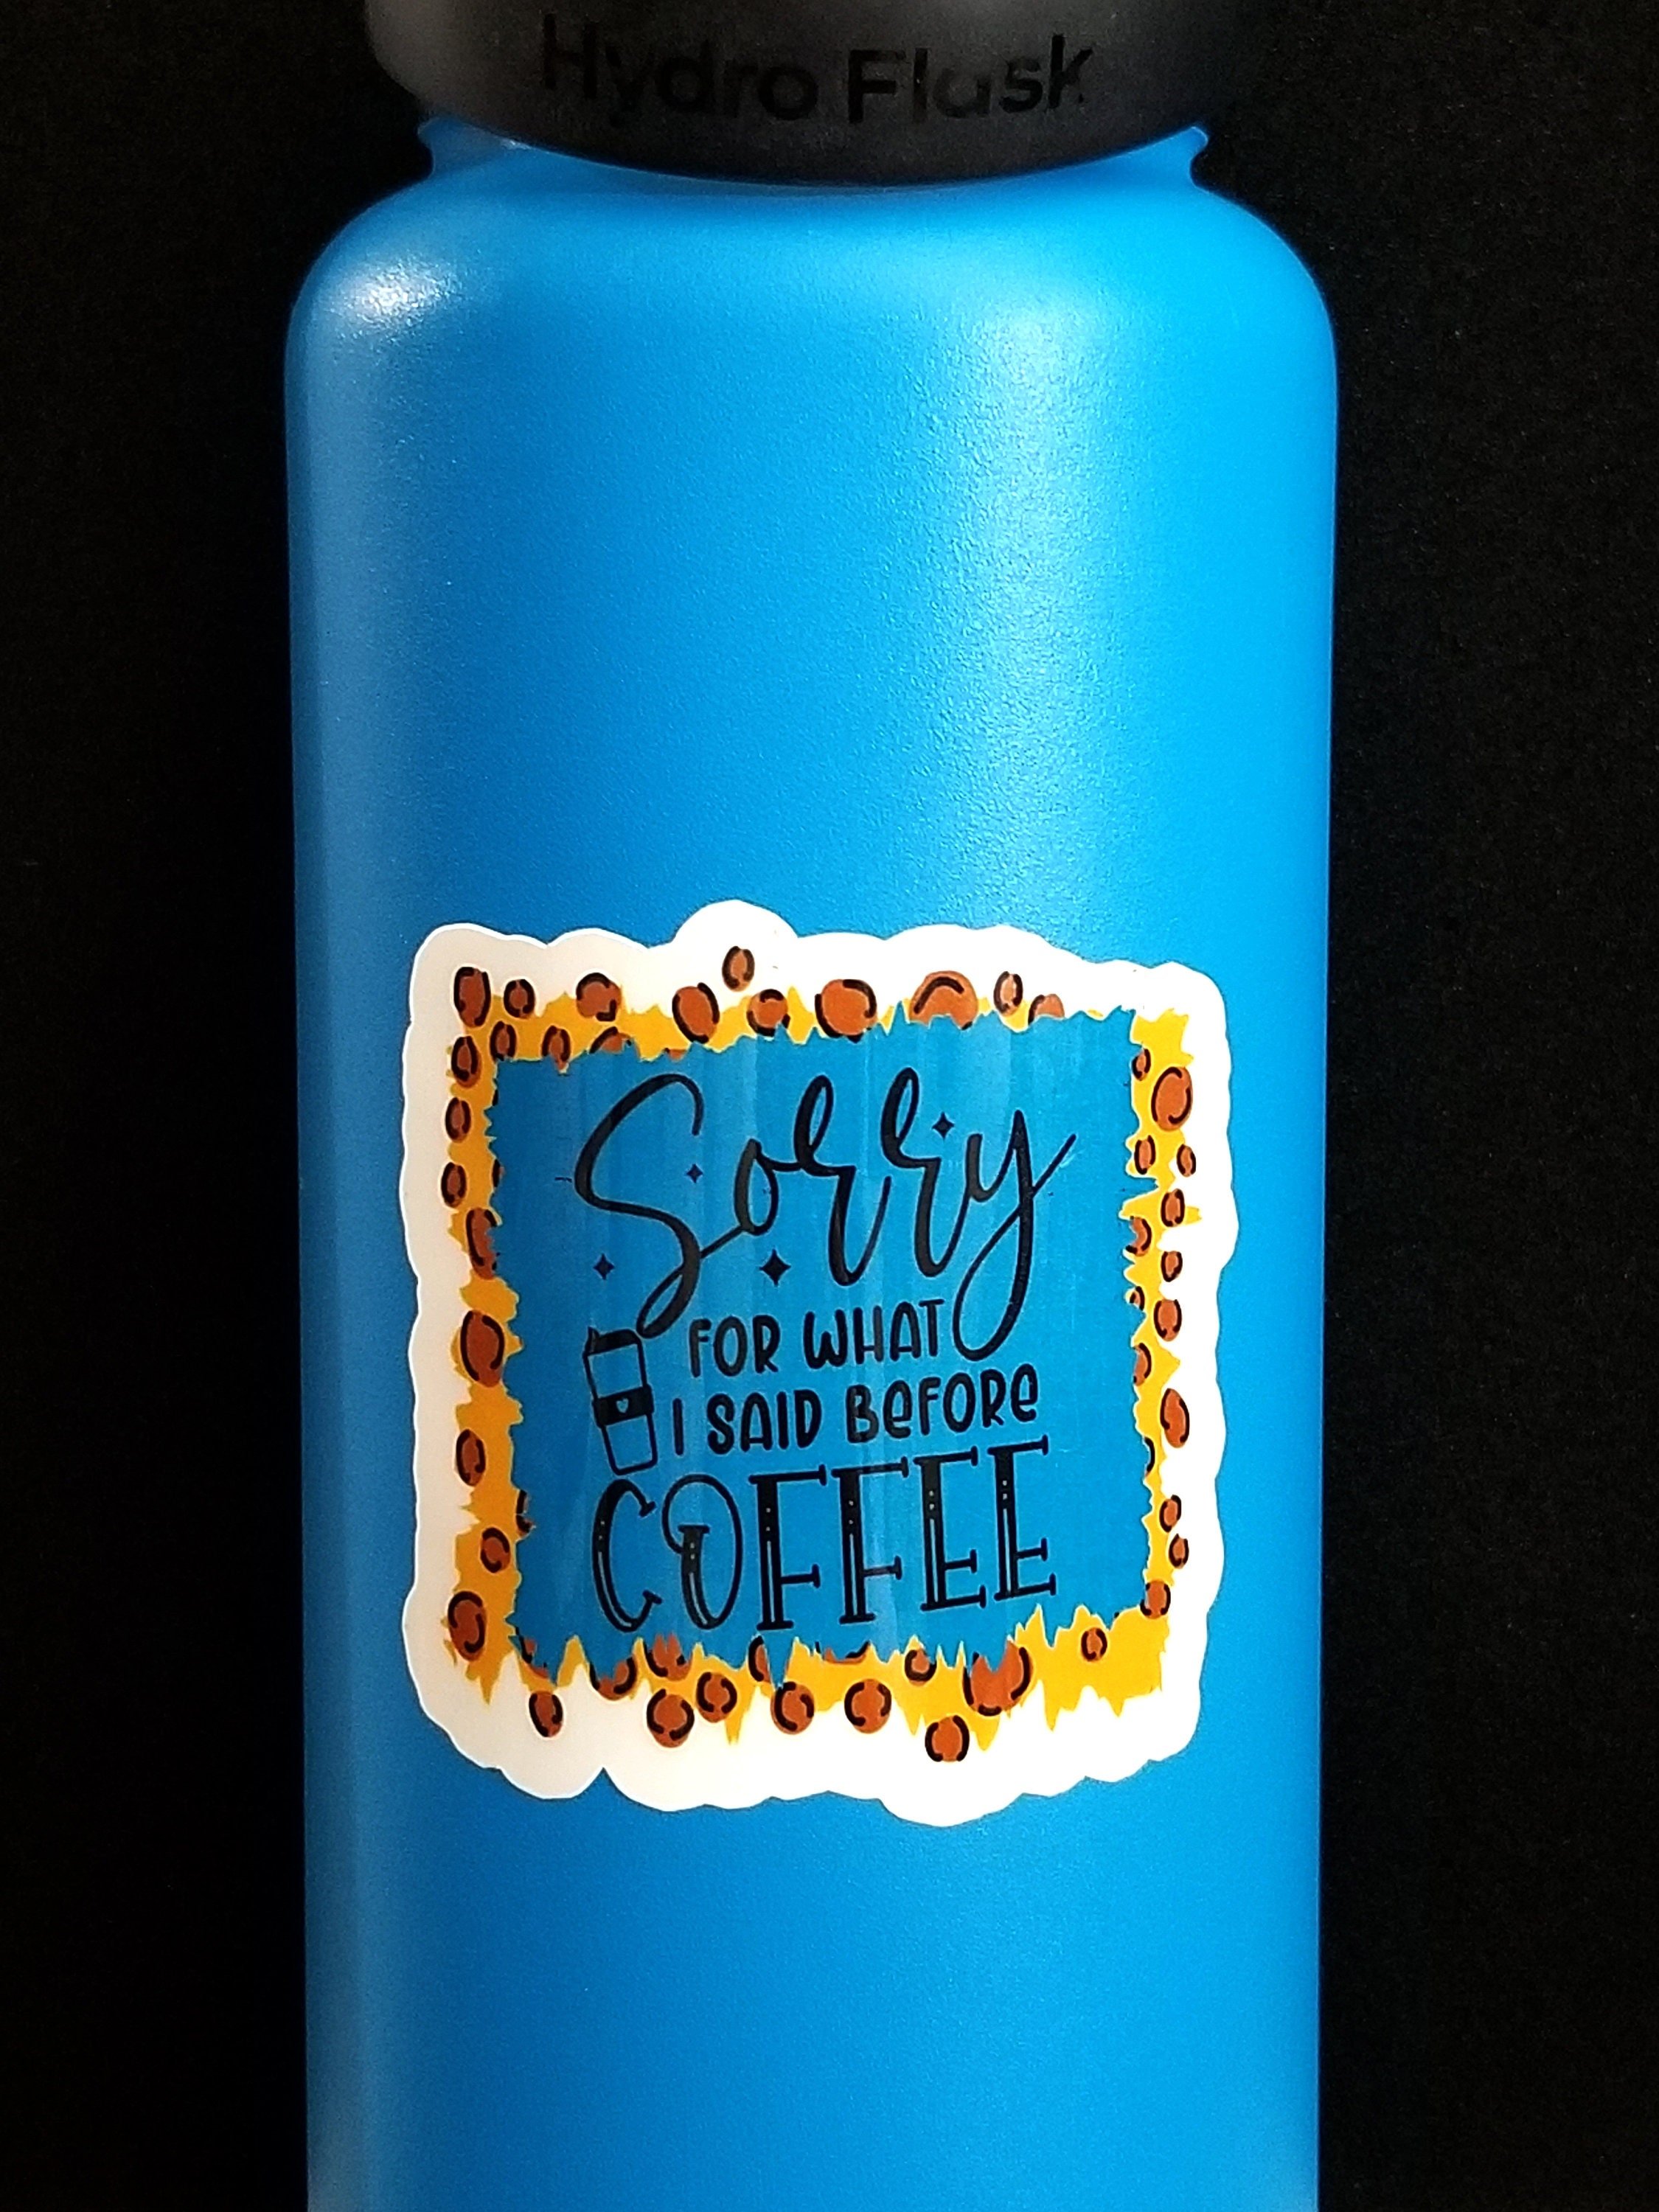 Hydro Flask
Sorry
FOR WHAT
I SAID BEFORE
COFFEE